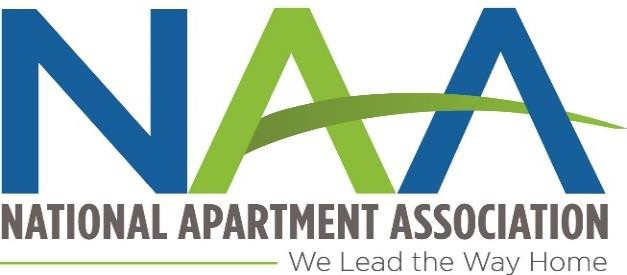 NAA
NATIONAL APARTMENT ASSOCIATION
We Lead the Way Home